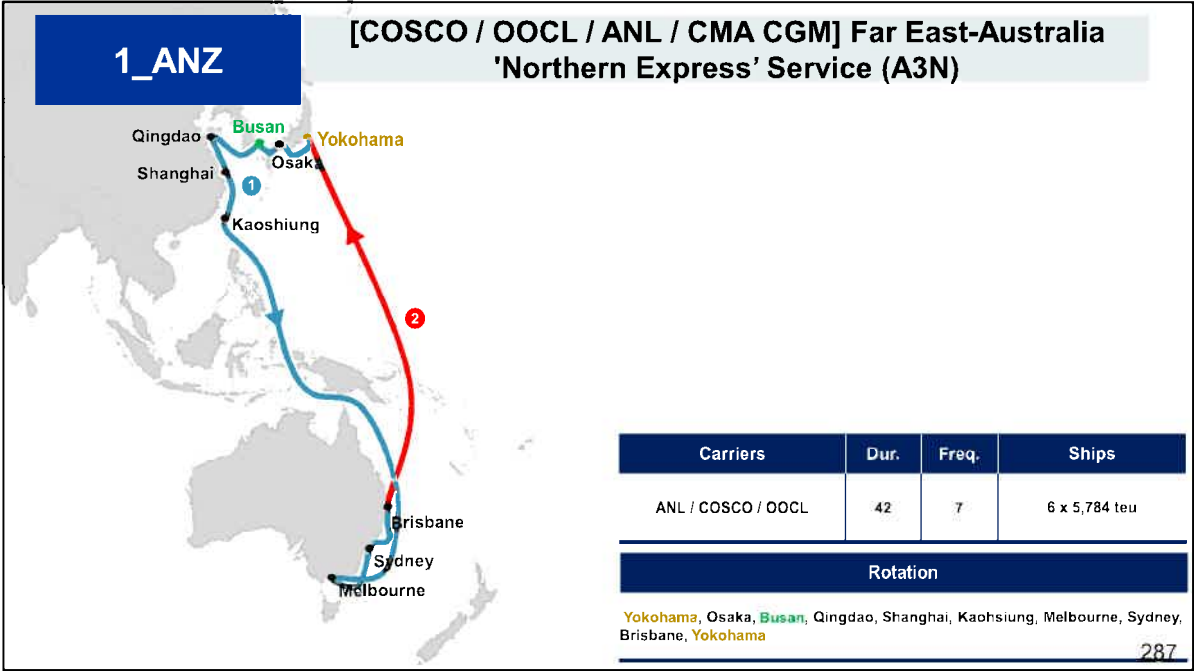 1_ANZ
[COSCO / OOCL / ANL / CMA CGM] Far East-Australia
'Northern Express’ Service (A3N)
Qingdao
Busan
Yokohama
Osaka
Shanghai
1
Kaoshiung
2
Brisbane
Sydney
Melbourne
Carriers Dur. Freq. Ships
ANL / COSCO / OOCL 42 7 6 x 5,784 teu
Rotation
Yokohama, Osaka, Busan, Qingdao, Shanghai, Kaohsiung, Melbourne, Sydney,
Brisbane, Yokohama
287